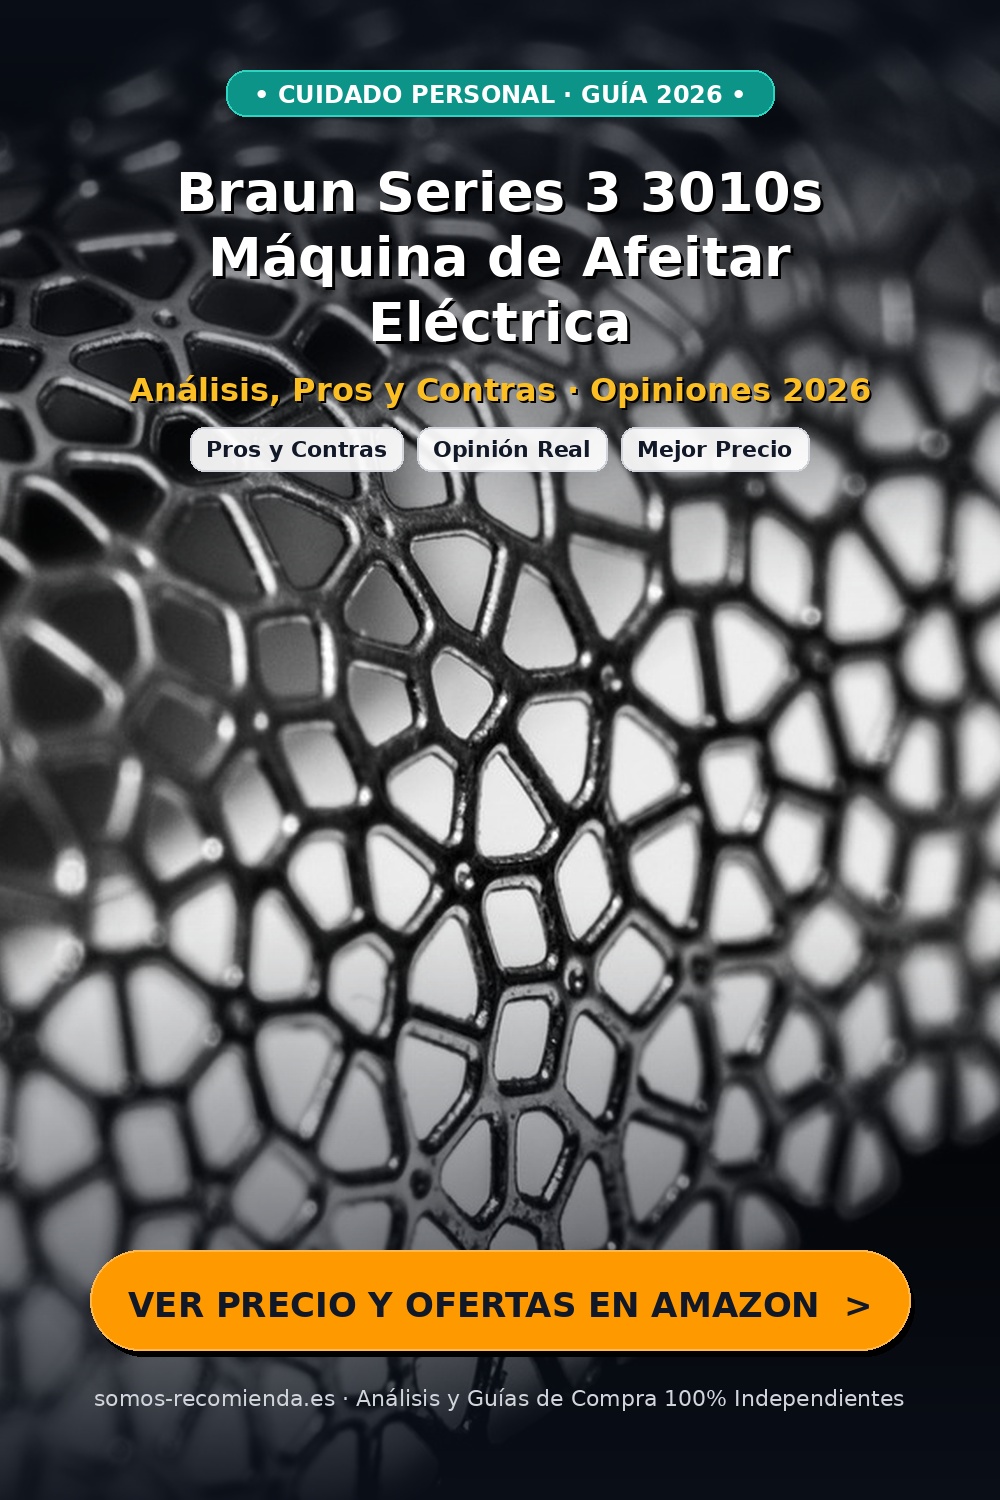 • CUIDADO PERSONAL · GUÍA 2026 •
Braun Series 3 3010s
Máquina de Afeitar
Eléctrica
Análisis, Pros y Contras · Opiniones 2026
Pros y Contras Opinión Real Mejor Precio
VER PRECIO Y OFERTAS EN AMAZON >
somos-recomienda.es · Análisis y Guías de Compra 100% Independientes